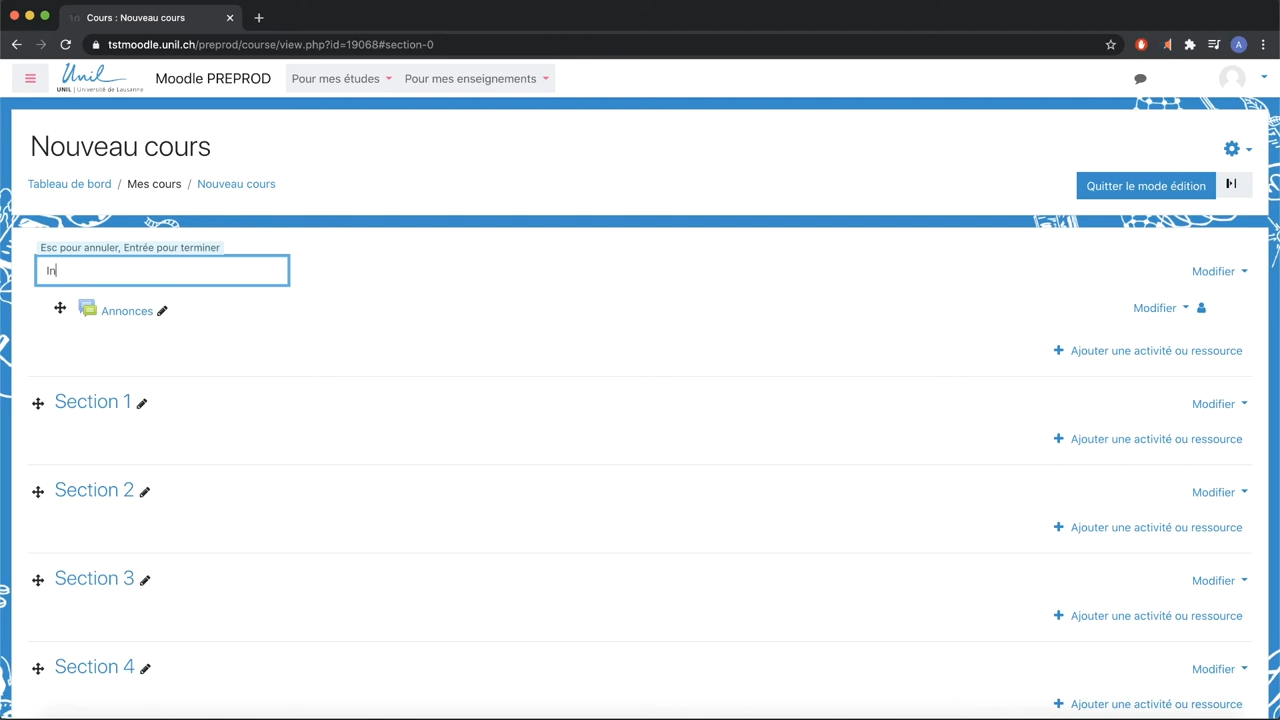 Cours : Nouveau cours
tstmoodle.unil.ch/preprod/course/view.php?id=19068#section-0
A
Unil
UNIL | Université de Lausanne
Moodle PREPROD
Pour mes études
Pour mes enseignements
Nouveau cours
Tableau de bord / Mes cours / Nouveau cours
Quitter le mode édition
Esc pour annuler, Entrée pour terminer
In
Modifier
Annonces
Modifier
Ajouter une activité ou ressource
Section 1
Modifier
Ajouter une activité ou ressource
Section 2
Modifier
Ajouter une activité ou ressource
Section 3
Modifier
Ajouter une activité ou ressource
Section 4
Modifier
Ajouter une activité ou ressource